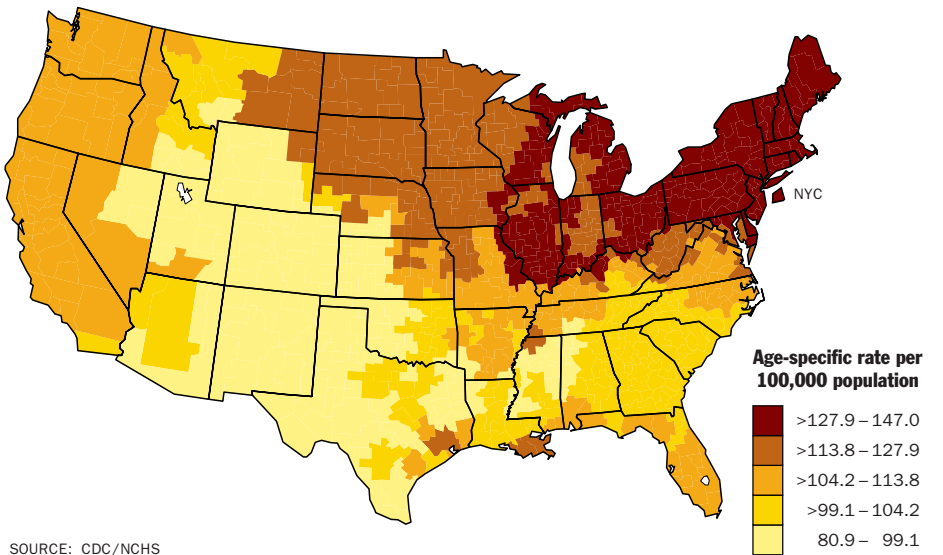 NYC
Age-specific rate per
100,000 population
>127.9 – 147.0
>113.8 – 127.9
>104.2 – 113.8
>99.1 – 104.2
80.9 – 99.1
SOURCE: CDC/NCHS